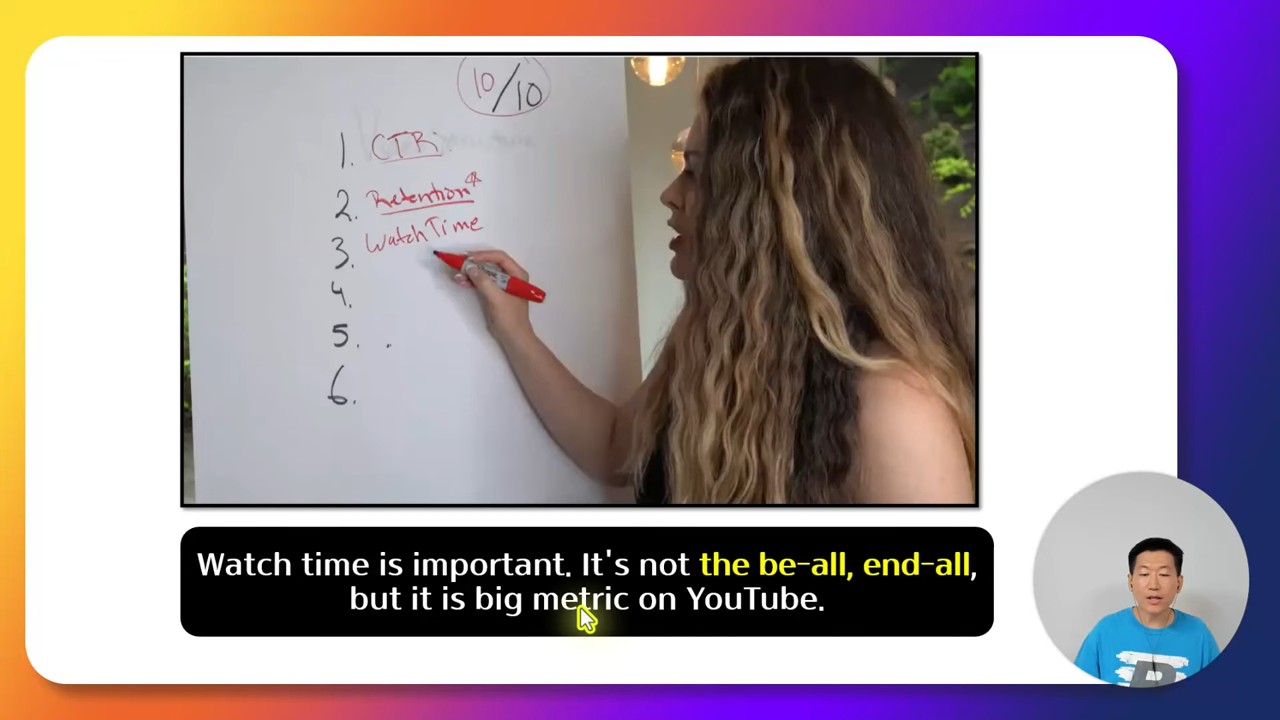 10/10
1. CTR
2. Retention
3. Watch Time
4.
5.
6.
Watch time is important. It's not the be-all, end-all,
but it is big metric on YouTube.